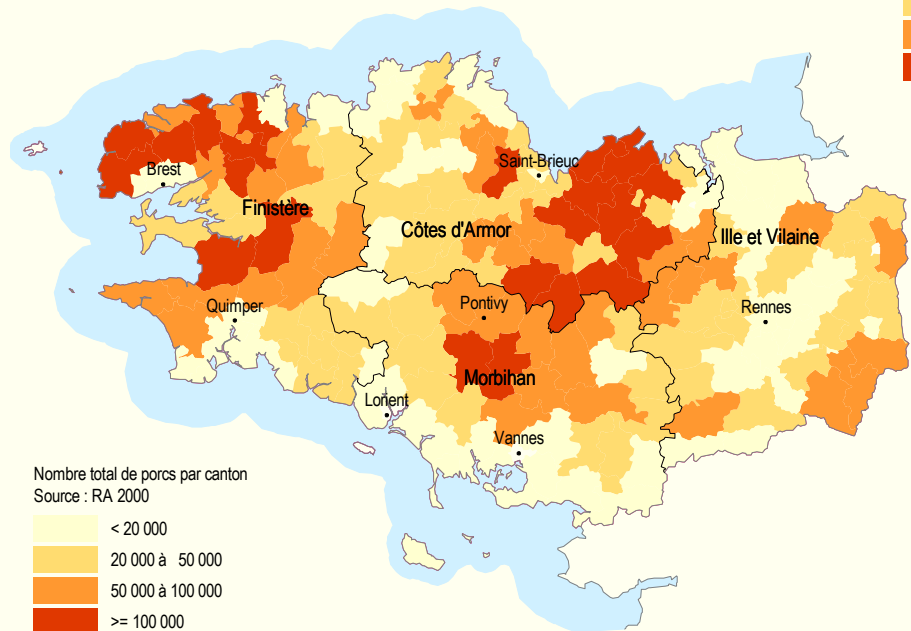 Saint-Brieuc
Brest
Finistère
Côtes d'Armor
Ille et Vilaine
Quimper
Pontivy
Rennes
Morbihan
Lorient
Vannes
Nombre total de porcs par canton
Source : RA 2000
< 20 000
20 000 à 50 000
50 000 à 100 000
>= 100 000